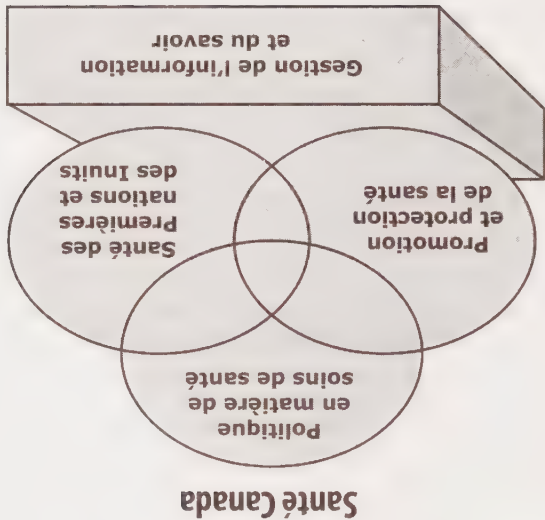 Santé Canada
Politique
en matière de
soins de santé
Promotion
et protection
de la santé
Santé des
Premières
nations et
des Inuits
Gestion de l'information
et du savoir